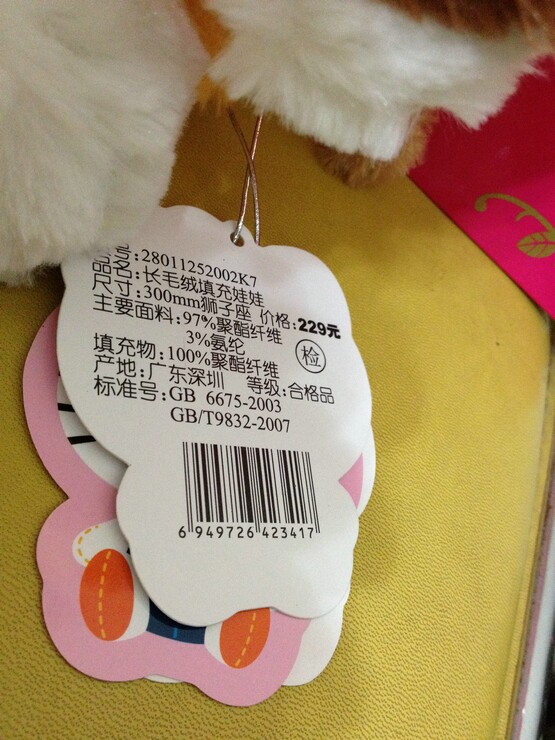 号:28011252002K7
品名:长毛绒填充娃娃
尺寸:300mm狮子座 价格:229元
主要面料:97%聚酯纤维
3%氨纶
检
填充物:100%聚酯纤维
产地:广东深圳 等级:合格品
标准号:GB 6675-2003
GB/T9832-2007
6 949726 423417